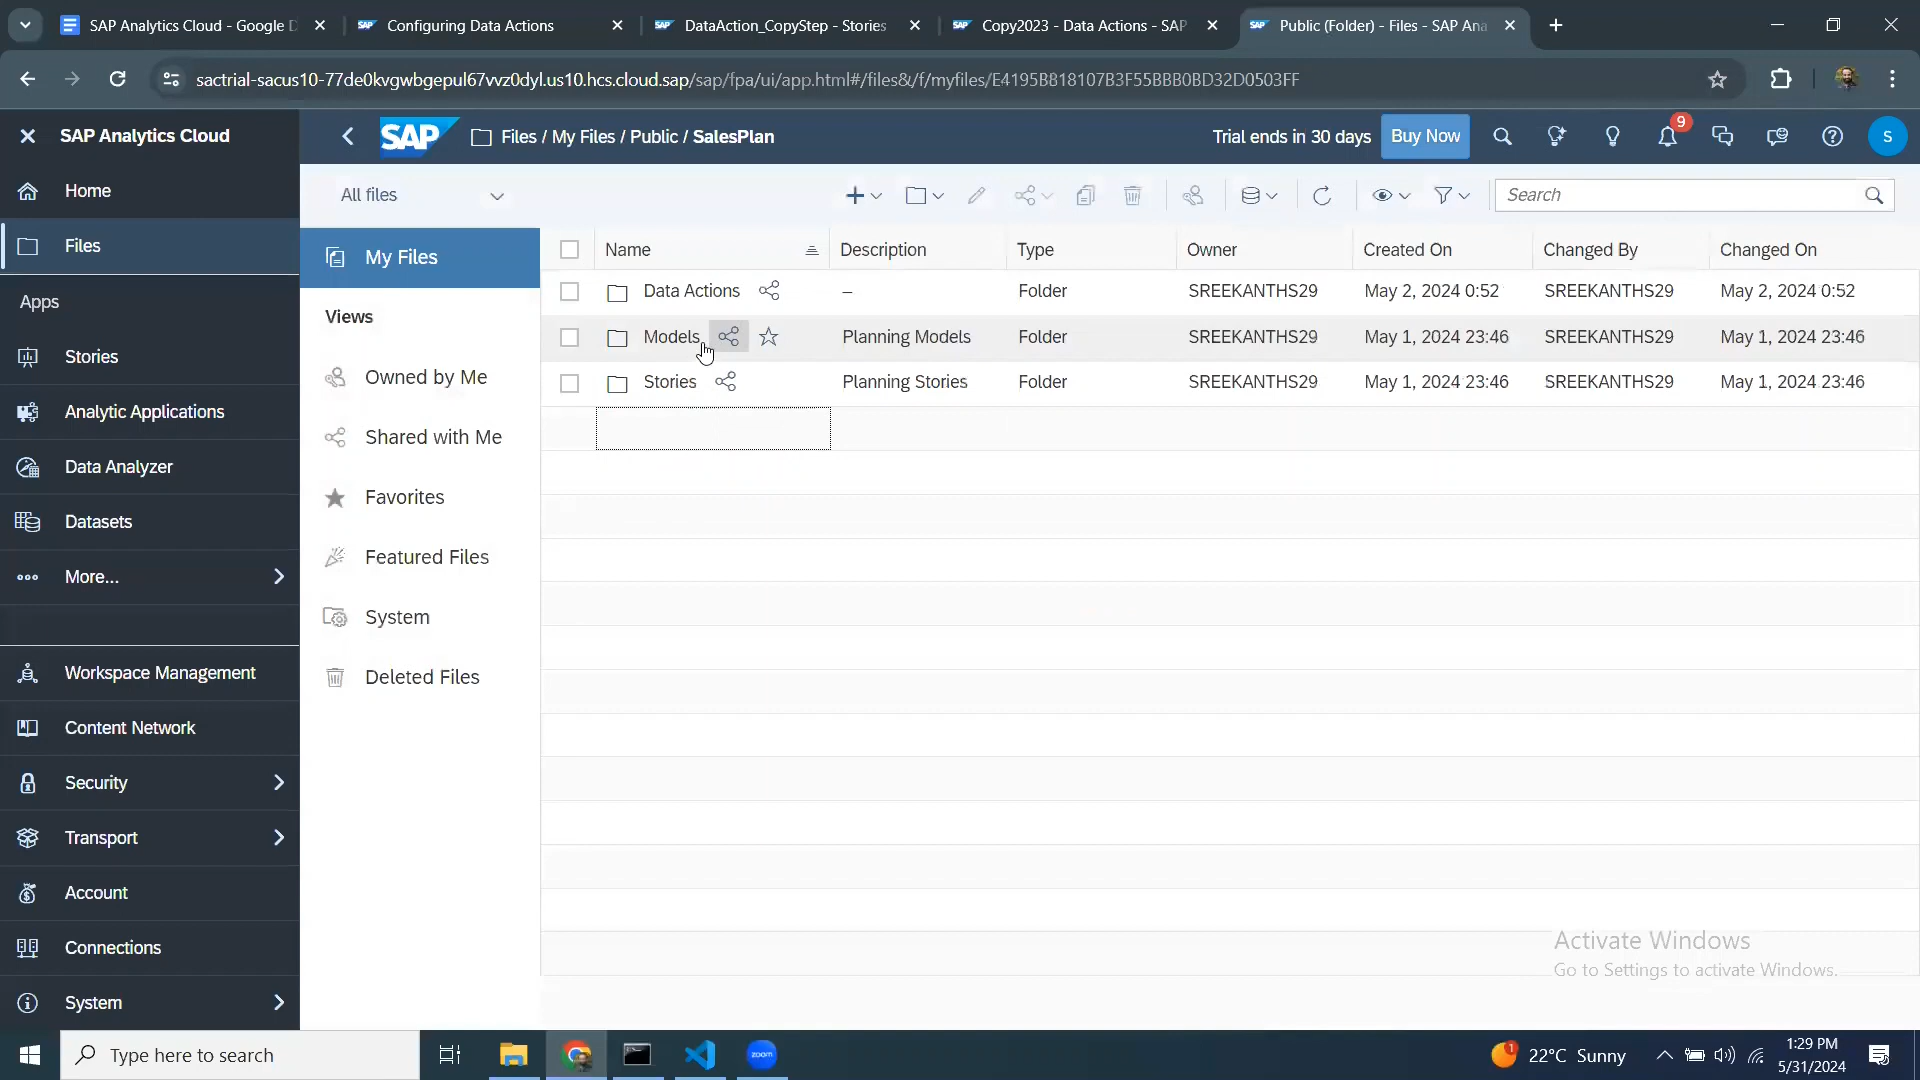 SAP Analytics Cloud - Google D
Configuring Data Actions
DataAction_CopyStep - Stories
Copy2023 - Data Actions - SAP
Public (Folder) - Files - SAP Ana
sactrial-sacus10-77de0kvgwbgepul67vvz0dyl.us10.hcs.cloud.sap/sap/fpa/ui/app.html#/files&/f/myfiles/E4195B818107B3F55BBB0BD32D0503FF
SAP Analytics Cloud
SAP
Files / My Files / Public / SalesPlan
Trial ends in 30 days
Buy Now
9
S
Home
Files
Apps
Stories
Analytic Applications
Data Analyzer
Datasets
More...
Workspace Management
Content Network
Security
Transport
Account
Connections
System
All files
Search
My Files
Views
Owned by Me
Shared with Me
Favorites
Featured Files
System
Deleted Files
Name Description Type Owner Created On Changed By Changed On
Data Actions – Folder SREEKANTHS29 May 2, 2024 0:52 SREEKANTHS29 May 2, 2024 0:52
Models Planning Models Folder SREEKANTHS29 May 1, 2024 23:46 SREEKANTHS29 May 1, 2024 23:46
Stories Planning Stories Folder SREEKANTHS29 May 1, 2024 23:46 SREEKANTHS29 May 1, 2024 23:46
Activate Windows
Go to Settings to activate Windows.
Type here to search
zoom
1
22°C Sunny
1:29 PM
5/31/2024